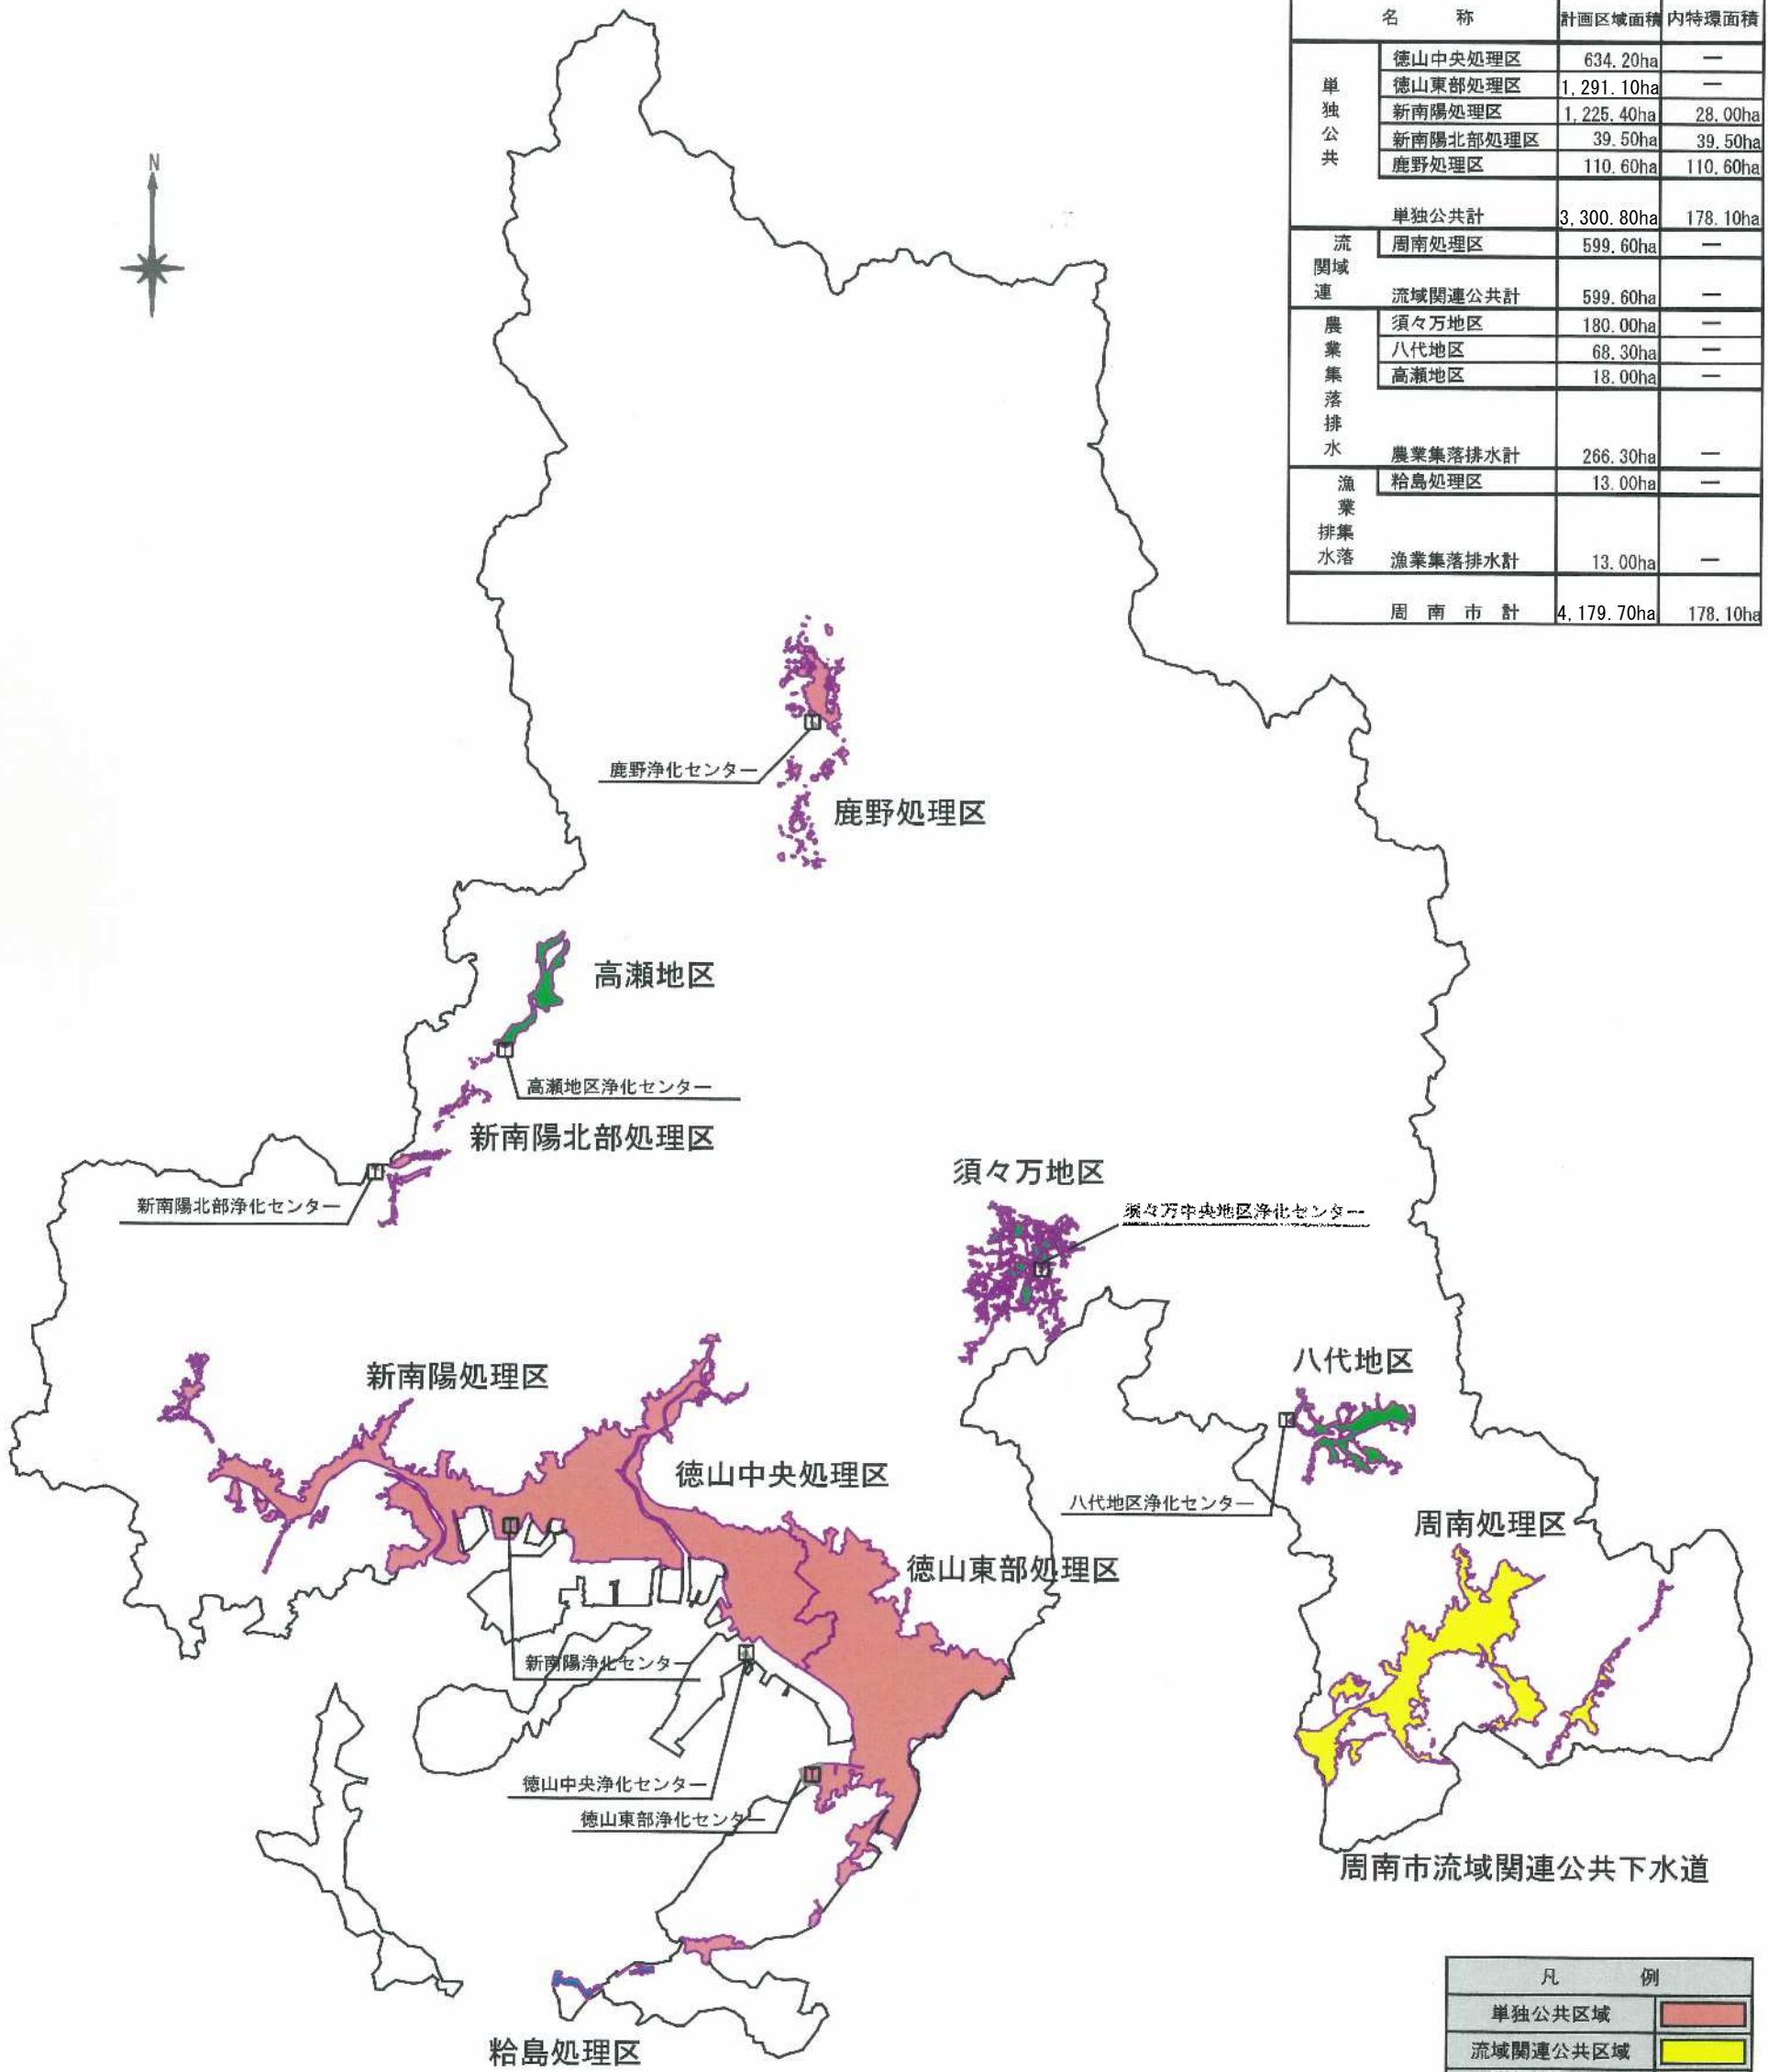 名 称 計画区域面積 内特環面積
単独公共
徳山中央処理区 634.20ha —
徳山東部処理区 1,291.10ha —
新南陽処理区 1,225.40ha 28.00ha
新南陽北部処理区 39.50ha 39.50ha
鹿野処理区 110.60ha 110.60ha
単独公共計 3,300.80ha 178.10ha
流域関連
周南処理区 599.60ha —
流域関連公共計 599.60ha —
農業集落排水
須々万地区 180.00ha —
八代地区 68.30ha —
高瀬地区 18.00ha —
農業集落排水計 266.30ha —
漁業集落排水
粭島処理区 13.00ha —
漁業集落排水計 13.00ha —
周南市計 4,179.70ha 178.10ha
N
鹿野浄化センター
鹿野処理区
高瀬地区
高瀬地区浄化センター
新南陽北部処理区
新南陽北部浄化センター
須々万地区
須々万中央地区浄化センター
新南陽処理区
八代地区
徳山中央処理区
八代地区浄化センター
周南処理区
徳山東部処理区
新南陽浄化センター
徳山中央浄化センター
徳山東部浄化センター
周南市流域関連公共下水道
粭島処理区
凡 例
単独公共区域
流域関連公共区域